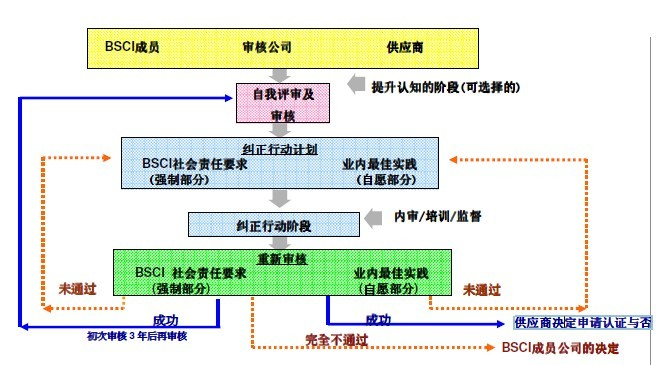 BSCI成员 审核公司 供应商
自我评审及
审核
提升认知的阶段(可选择的)
纠正行动计划
BSCI社会责任要求 业内最佳实践
(强制部分) (自愿部分)
纠正行动阶段
内审/培训/监督
重新审核
BSCI 社会责任要求 业内最佳实践
(强制部分) (自愿部分)
未通过 未通过
成功 成功 供应商决定申请认证与否
初次审核3年后再审核
完全不通过
BSCI成员公司的决定